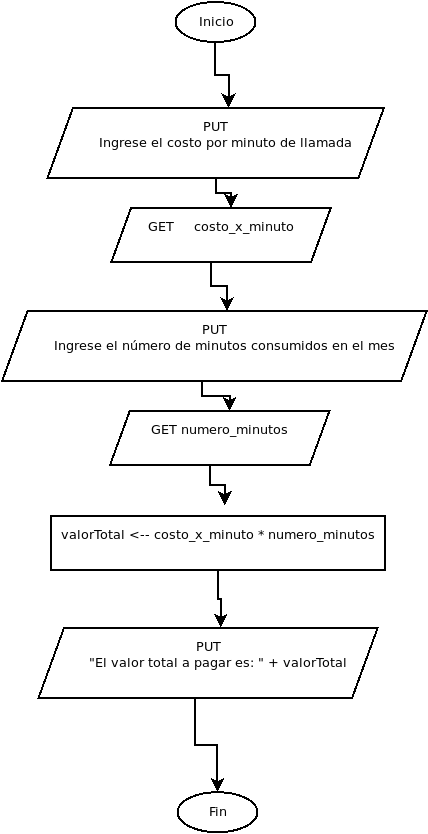 Inicio
PUT
Ingrese el costo por minuto de llamada
GET costo_x_minuto
PUT
Ingrese el número de minutos consumidos en el mes
GET numero_minutos
valorTotal <-- costo_x_minuto * numero_minutos
PUT
"El valor total a pagar es: " + valorTotal
Fin